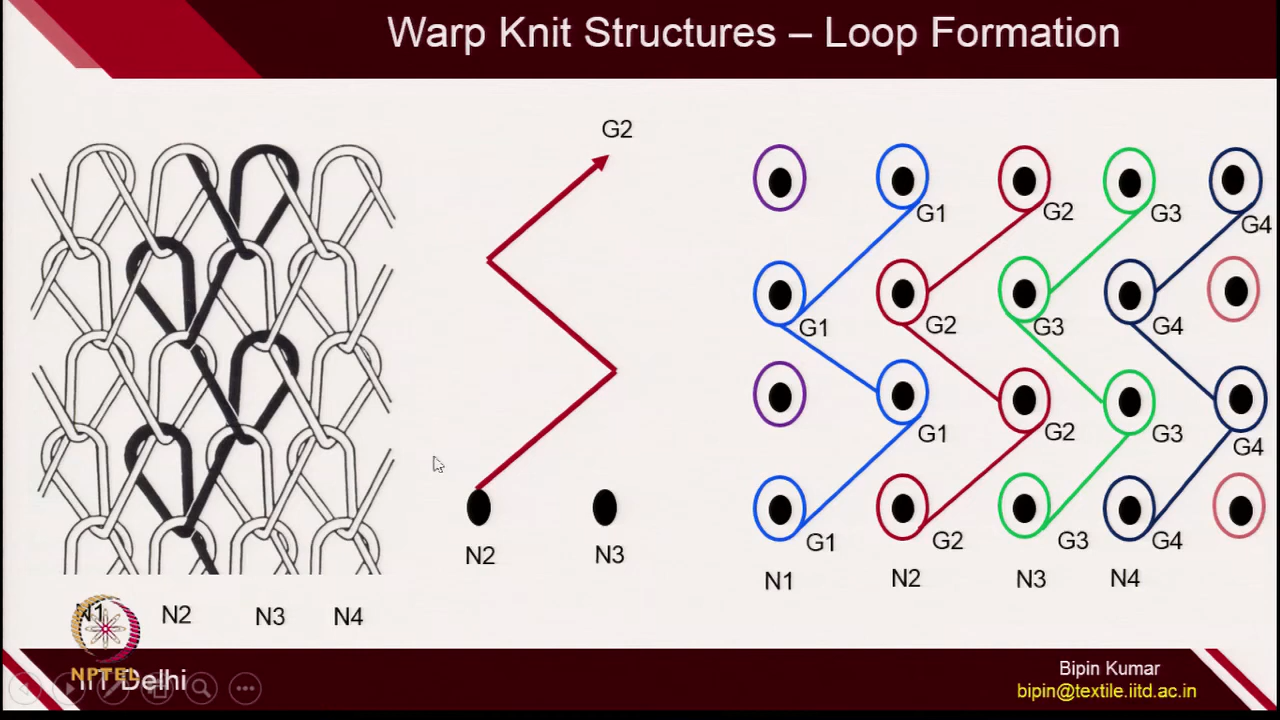 Warp Knit Structures – Loop Formation
G2
G1 G2 G3 G4
G1 G2 G3 G4
G1 G2 G3 G4
G1 G2 G3 G4
N1 N2 N3 N4
N2 N3
N1 N2 N3 N4
NPTEL
IIT Delhi
Bipin Kumar
bipin@textile.iitd.ac.in